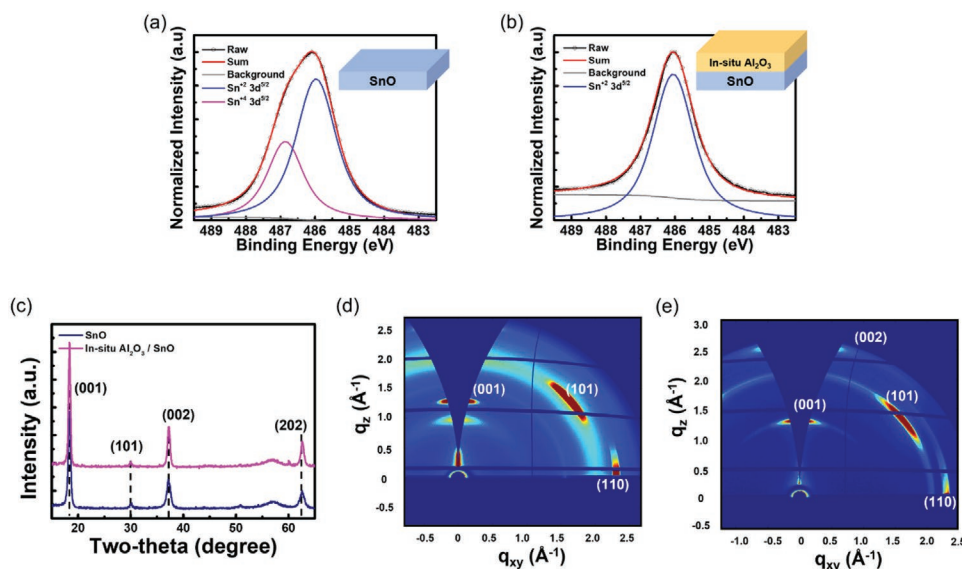 (a)
Normalized Intensity (a.u)
Raw
Sum
Background
Sn⁺² 3d⁵/²
Sn⁺⁴ 3d⁵/²
SnO
489 488 487 486 485 484 483
Binding Energy (eV)
(b)
Normalized Intensity (a.u)
Raw
Sum
Background
Sn⁺² 3d⁵/²
In-situ Al₂O₃
SnO
489 488 487 486 485 484 483
Binding Energy (eV)
(c)
Intensity (a.u.)
SnO
In-situ Al₂O₃ / SnO
(001)
(101)
(002)
(202)
20 30 40 50 60
Two-theta (degree)
(d)
q_z (Å⁻¹)
2.5
2.0
1.5
1.0
0.5
0
-0.5
(001)
(101)
(110)
-0.5 0 0.5 1.0 1.5 2.0 2.5
q_xy (Å⁻¹)
(e)
q_z (Å⁻¹)
3.0
2.5
2.0
1.5
1.0
0.5
0
-0.5
(002)
(001)
(101)
(110)
-1.0 -0.5 0 0.5 1.0 1.5 2.0 2.5
q_xy (Å⁻¹)